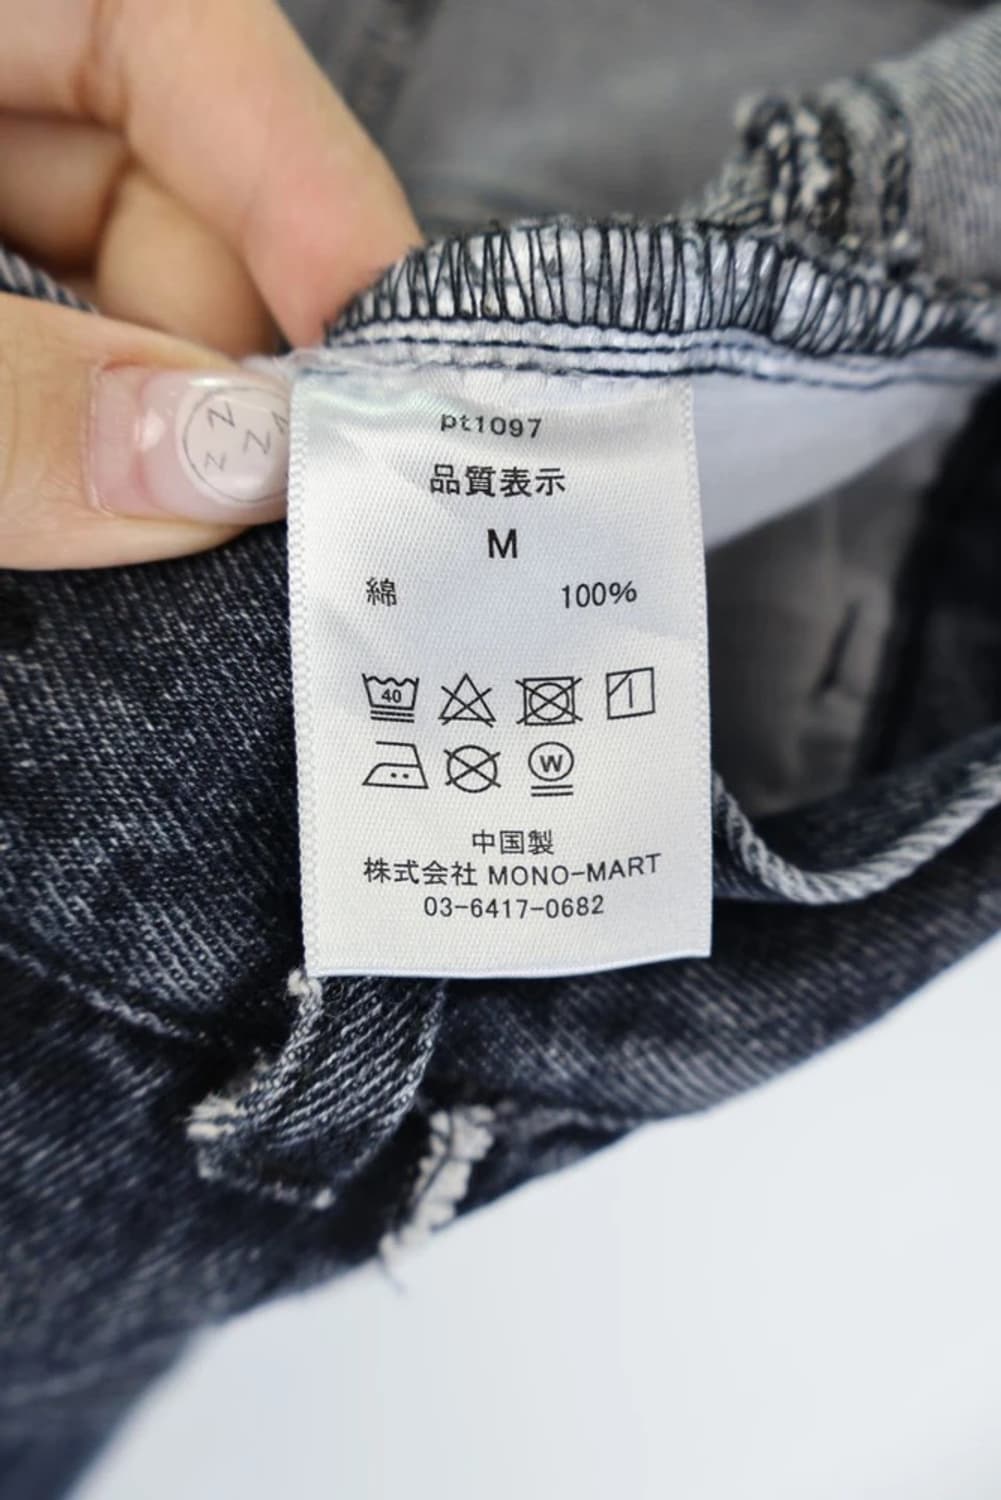 pt1097
品質表示
M
綿 100%
40
W
中国製
株式会社 MONO-MART
03-6417-0682